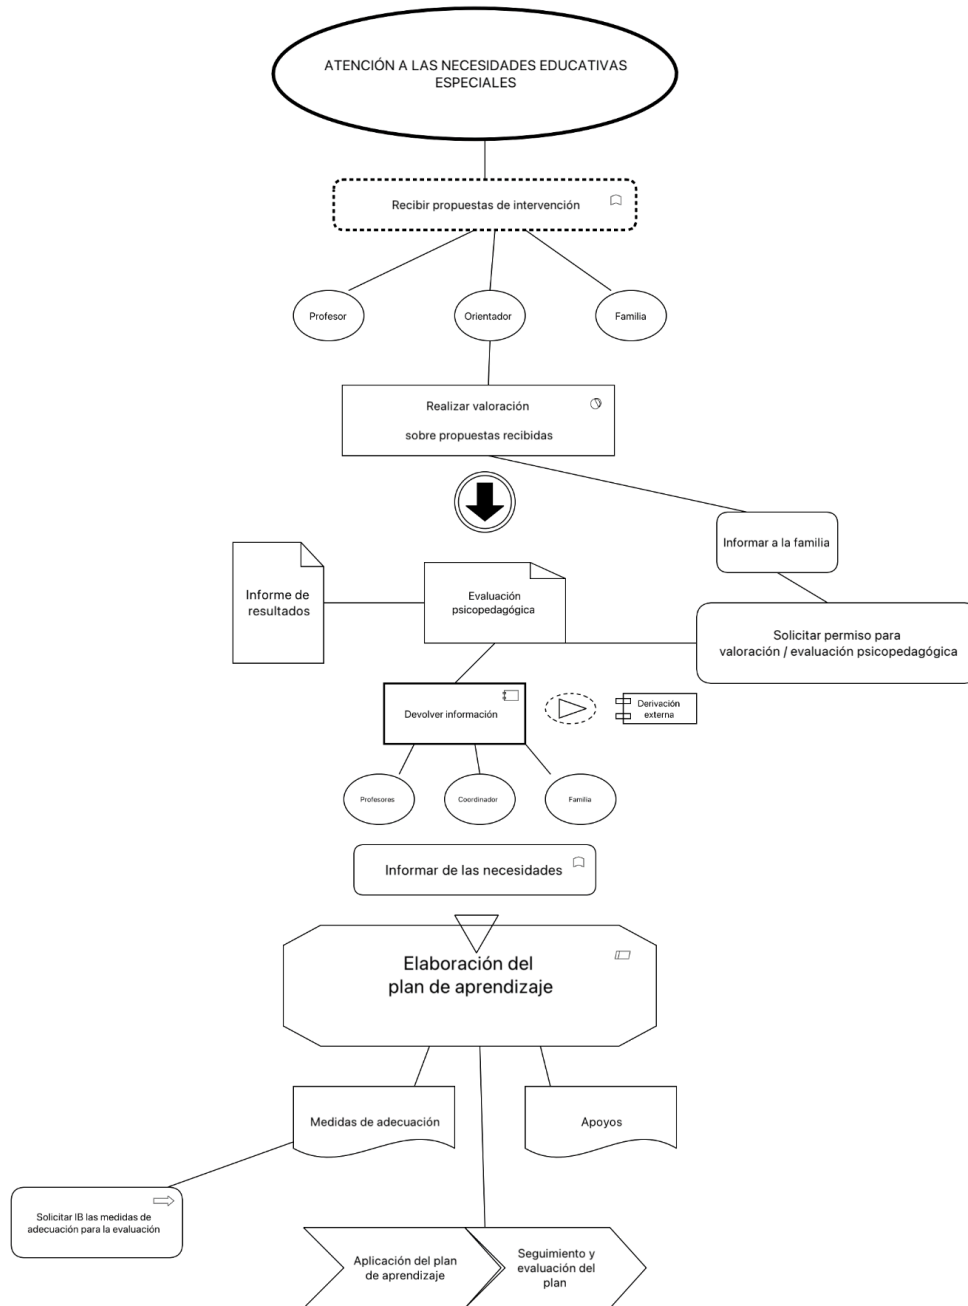 ATENCIÓN A LAS NECESIDADES EDUCATIVAS
ESPECIALES
Recibir propuestas de intervención
Profesor
Orientador
Familia
Realizar valoración
sobre propuestas recibidas
Informar a la familia
Informe de
resultados
Evaluación
psicopedagógica
Solicitar permiso para
valoración / evaluación psicopedagógica
Devolver información
Derivación
externa
Profesores
Coordinador
Familia
Informar de las necesidades
Elaboración del
plan de aprendizaje
Medidas de adecuación
Apoyos
Solicitar IB las medidas de
adecuación para la evaluación
Aplicación del plan
de aprendizaje
Seguimiento y
evaluación del
plan